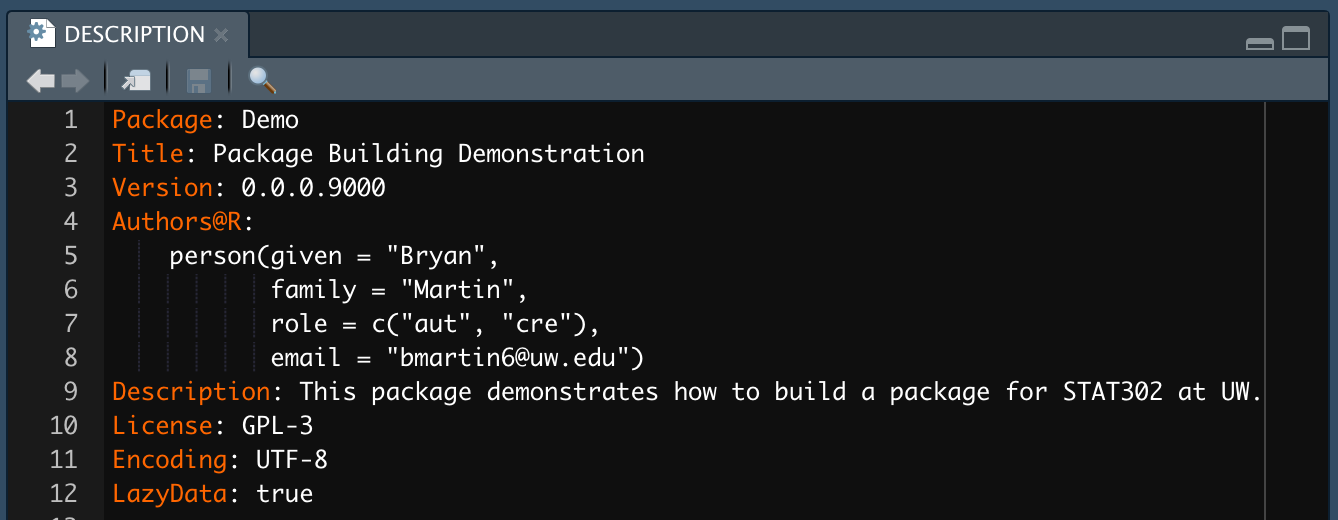 DESCRIPTION
1 Package: Demo
2 Title: Package Building Demonstration
3 Version: 0.0.0.9000
4 Authors@R:
5     person(given = "Bryan",
6            family = "Martin",
7            role = c("aut", "cre"),
8            email = "bmartin6@uw.edu")
9 Description: This package demonstrates how to build a package for STAT302 at UW.
10 License: GPL-3
11 Encoding: UTF-8
12 LazyData: true